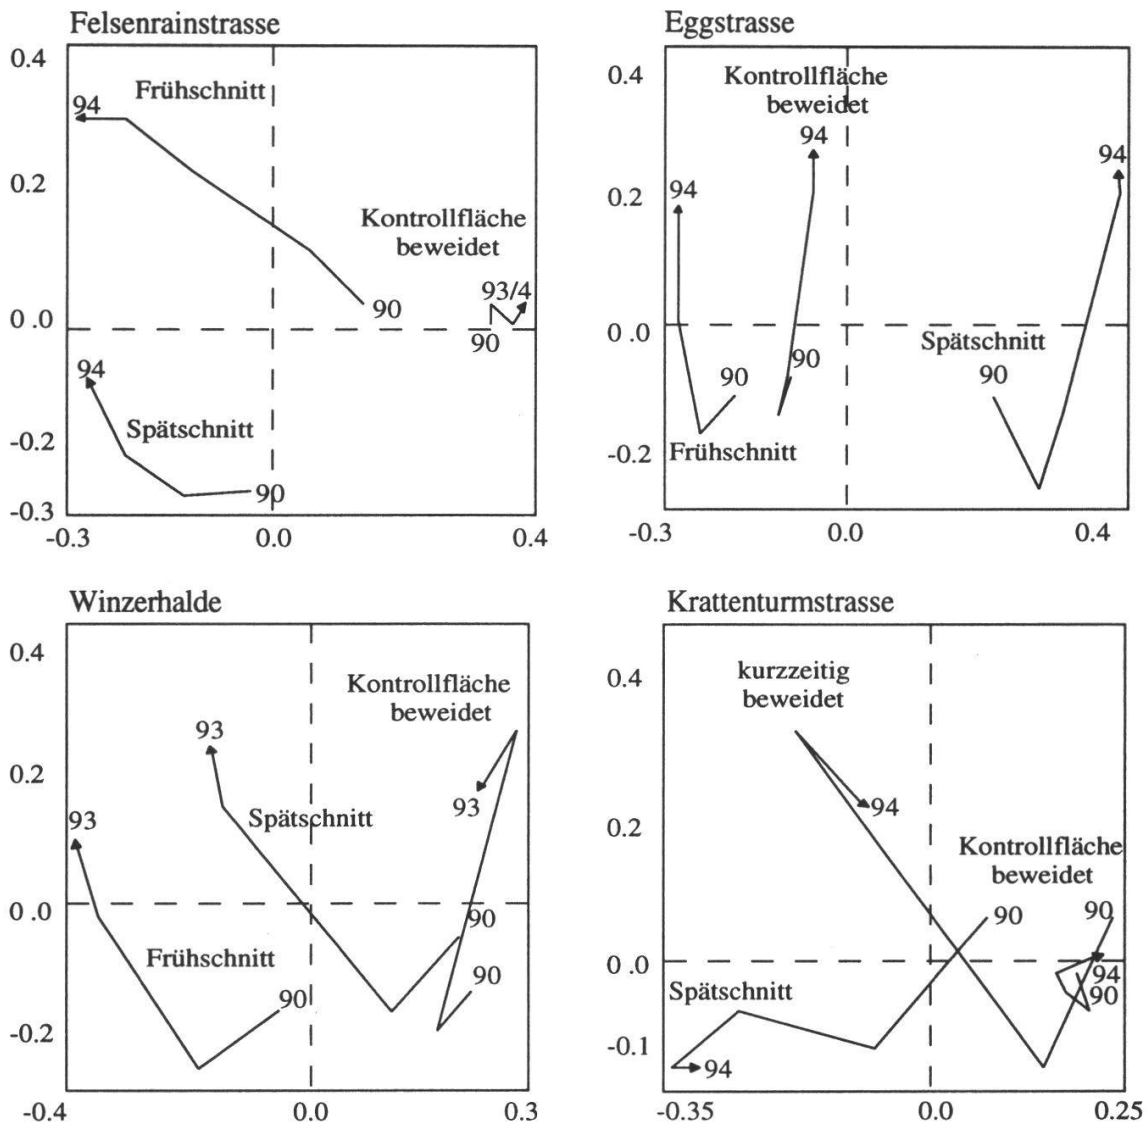 Felsenrainstrasse
0.4
Frühschnitt
94
0.2
Kontrollfläche
beweidet
93/4
90
0 .0
90
94
Spätschnitt
-0.2
90
-0.3
-0.3
0.0
0.4
Eggstrasse
0.4
Kontrollfläche
beweidet
94
94
94
0.2
0.0
Spätschnitt
90
90
90
-0.2
Frühschnitt
-0.3
0.0
0.4
Winzerhalde
0.4
Kontrollfläche
beweidet
93
0.2
93
Spätschnitt
93
0 .0
90
Frühschnitt
90
90
-0.2
-0.4
0.0
0.3
Krattenturmstrasse
0.4
kurzzeitig
beweidet
94
0.2
Kontrollfläche
beweidet
90
90
0 .0
94
Spätschnitt
90
-0.1
94
-0.35
0.0
0.25